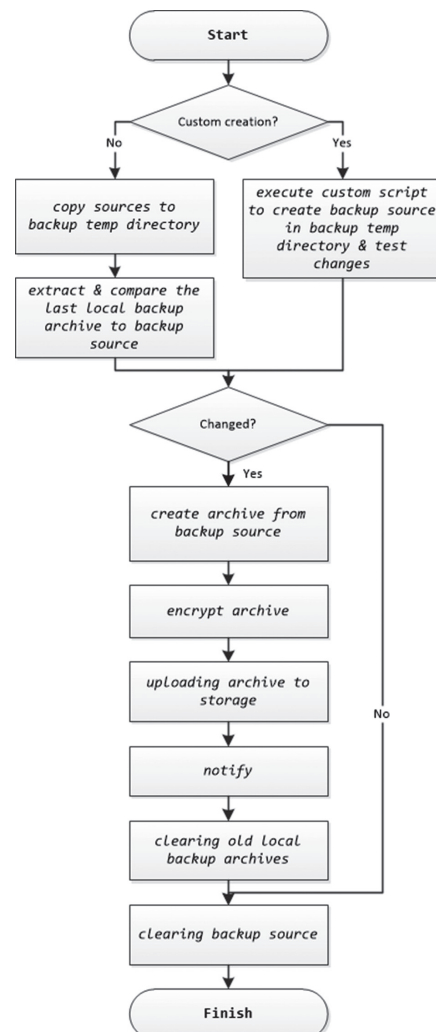 Start
Custom creation?
No
Yes
copy sources to
backup temp directory
execute custom script
to create backup source
in backup temp
directory & test
changes
extract & compare the
last local backup
archive to backup
source
Changed?
Yes
create archive from
backup source
encrypt archive
uploading archive to
storage
No
notify
clearing old local
backup archives
clearing backup source
Finish